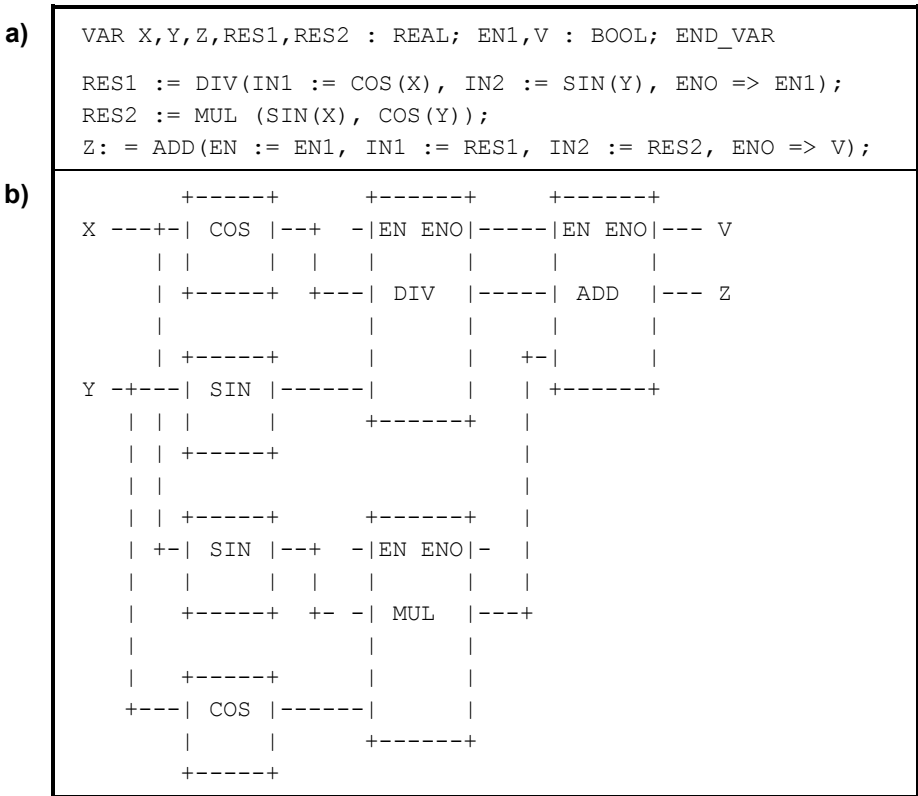 a)
VAR X,Y,Z,RES1,RES2 : REAL; EN1,V : BOOL; END_VAR
RES1 := DIV(IN1 := COS(X), IN2 := SIN(Y), ENO => EN1);
RES2 := MUL (SIN(X), COS(Y));
Z: = ADD(EN := EN1, IN1 := RES1, IN2 := RES2, ENO => V);
b)
       +-----+      +------+     +------+
X ---+-| COS |--+  -|EN ENO|-----|EN ENO|--- V
     | |     |  |   |      |     |      |
     | +-----+  +---| DIV  |-----| ADD  |--- Z
     |              |      |     |      |
     | +-----+      |      |   +-|      |
Y -+---| SIN |------|      |   | +------+
   | | |     |      +------+   |
   | | +-----+                 |
   | |                         |
   | | +-----+      +------+   |
   | +-| SIN |--+  -|EN ENO|-  |
   |   |     |  |   |      |   |
   |   +-----+  +- -| MUL  |---+
   |                |      |
   |   +-----+      |      |
   +---| COS |------|      |
       |     |      +------+
       +-----+